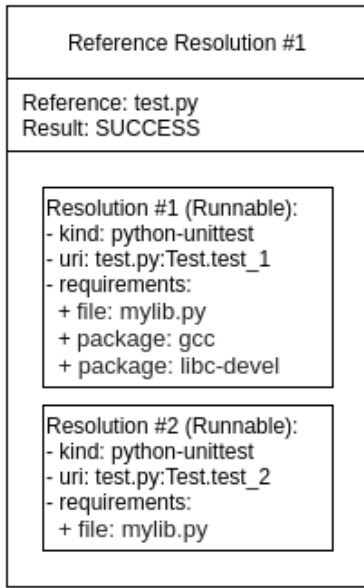 Reference Resolution #1
Reference: test.py
Result: SUCCESS
Resolution #1 (Runnable):
- kind: python-unittest
- uri: test.py:Test.test_1
- requirements:
+ file: mylib.py
+ package: gcc
+ package: libc-devel
Resolution #2 (Runnable):
- kind: python-unittest
- uri: test.py:Test.test_2
- requirements:
+ file: mylib.py